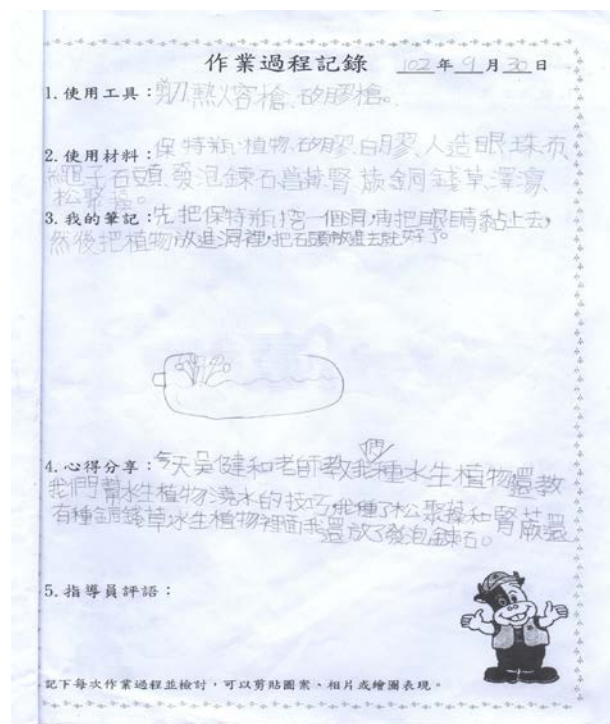 作業過程記錄 102年9月30日
1.使用工具：剪刀.熱容槍、矽膠槍。
2.使用材料：保特瓶、植物、矽膠、白膠、人造眼珠、布、
繩子、石頭、發泡鍊石、腎蕨、銅錢草、澤瀉、
松聚藻。
3.我的筆記：先把保特瓶挖一個洞,再把眼睛黏上去,
然後把植物放進洞裡,把石頭放進去就好了。
4.心得分享：今天吳健和老師教我們種水生植物還教
我們幫水生植物澆水的技巧,我種了松聚藻和腎蕨還
有種銅錢草水生植物裡面我還放了發泡鍊石。
5.指導員評語：
記下每次作業過程並檢討，可以剪貼圖案、相片或繪圖表現。